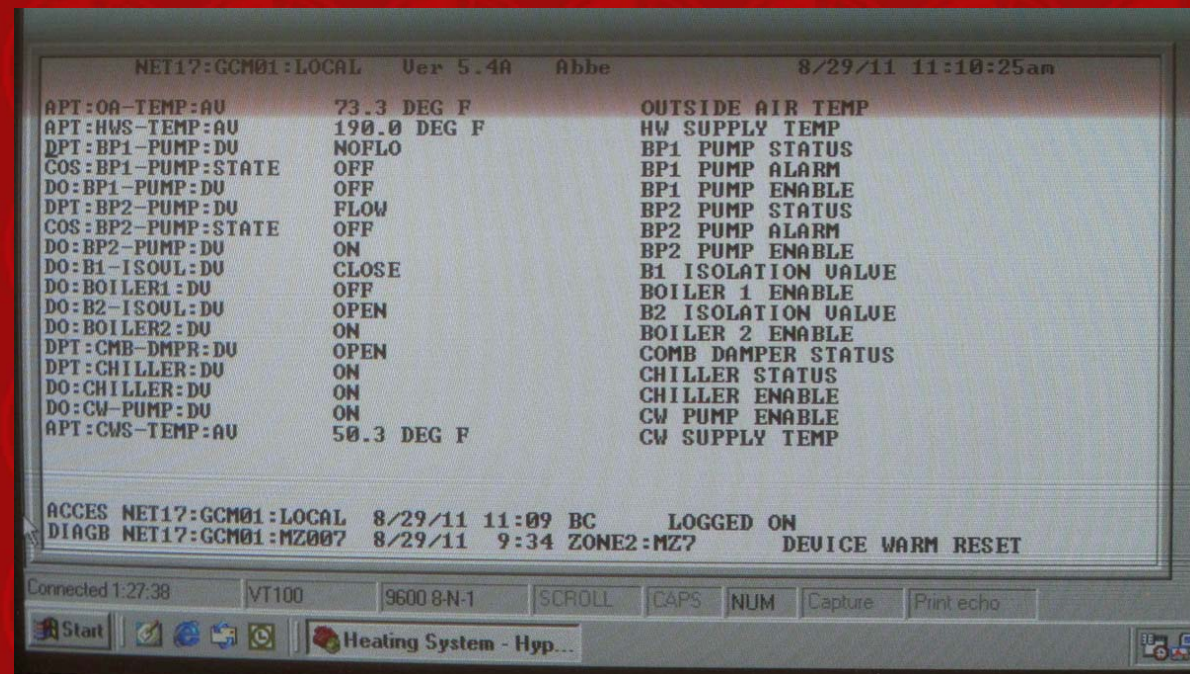 NET17:GCM01:LOCAL Ver 5.4A Abbe 8/29/11 11:10:25am
APT:OA-TEMP:AV 73.3 DEG F OUTSIDE AIR TEMP
APT:HWS-TEMP:AV 190.0 DEG F HW SUPPLY TEMP
DPT:BP1-PUMP:DV NOFLO BP1 PUMP STATUS
COS:BP1-PUMP:STATE OFF BP1 PUMP ALARM
DO:BP1-PUMP:DV OFF BP1 PUMP ENABLE
DPT:BP2-PUMP:DV FLOW BP2 PUMP STATUS
COS:BP2-PUMP:STATE OFF BP2 PUMP ALARM
DO:BP2-PUMP:DV ON BP2 PUMP ENABLE
DO:B1-ISOVL:DV CLOSE B1 ISOLATION VALVE
DO:BOILER1:DV OFF BOILER 1 ENABLE
DO:B2-ISOVL:DV OPEN B2 ISOLATION VALVE
DO:BOILER2:DV ON BOILER 2 ENABLE
DPT:CMB-DMPR:DV OPEN COMB DAMPER STATUS
DPT:CHILLER:DV ON CHILLER STATUS
DO:CHILLER:DV ON CHILLER ENABLE
DO:CW-PUMP:DV ON CW PUMP ENABLE
APT:CWS-TEMP:AV 50.3 DEG F CW SUPPLY TEMP
ACCES NET17:GCM01:LOCAL 8/29/11 11:09 BC LOGGED ON
DIAGB NET17:GCM01:MZ007 8/29/11 9:34 ZONE2:MZ7 DEVICE WARM RESET
Connected 1:27:38 VT100 9600 8-N-1 SCROLL CAPS NUM Capture Print echo
Start Heating System - Hyp...